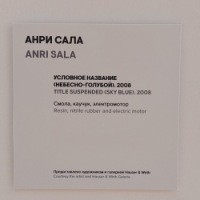 АНРИ САЛА
ANRI SALA
УСЛОВНОЕ НАЗВАНИЕ
(НЕБЕСНО-ГОЛУБОЙ). 2008
TITLE SUSPENDED (SKY BLUE). 2008
Смола, каучук, электромотор
Resin, nitrile rubber and electric motor
Предоставлено художником и галереей Hauser & Wirth
Courtesy the artist and Hauser & Wirth